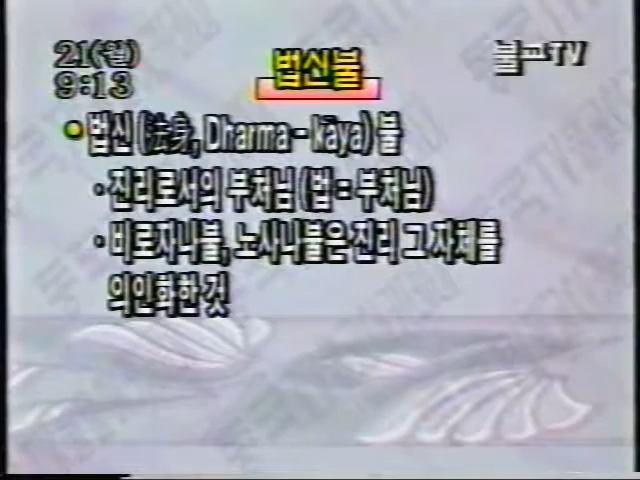 21(월)
9:13
법신불
불교TV
•법신 (法身, Dharma - kāya) 불
·진리로서의 부처님 (법 = 부처님)
·비로자나불, 노사나불은 진리 그 자체를
의인화한 것